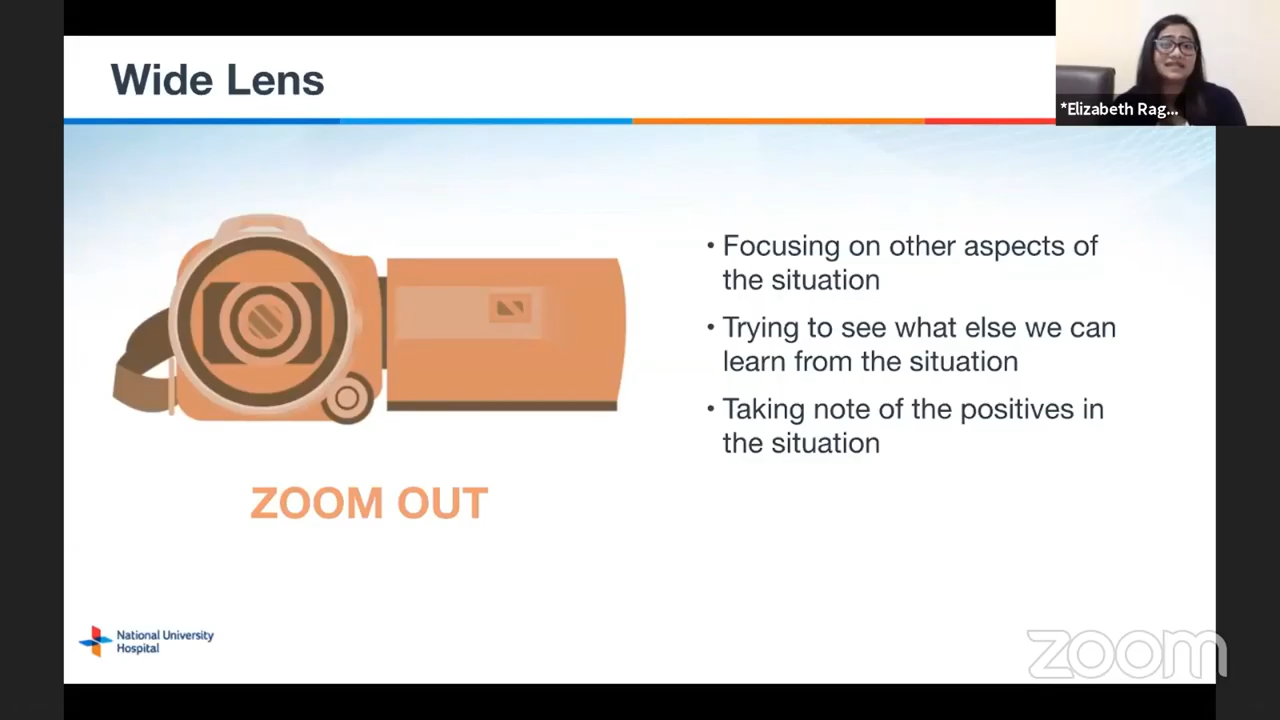 Wide Lens
*Elizabeth Rag...
• Focusing on other aspects of
the situation
• Trying to see what else we can
learn from the situation
• Taking note of the positives in
the situation
ZOOM OUT
National University
Hospital
zoom